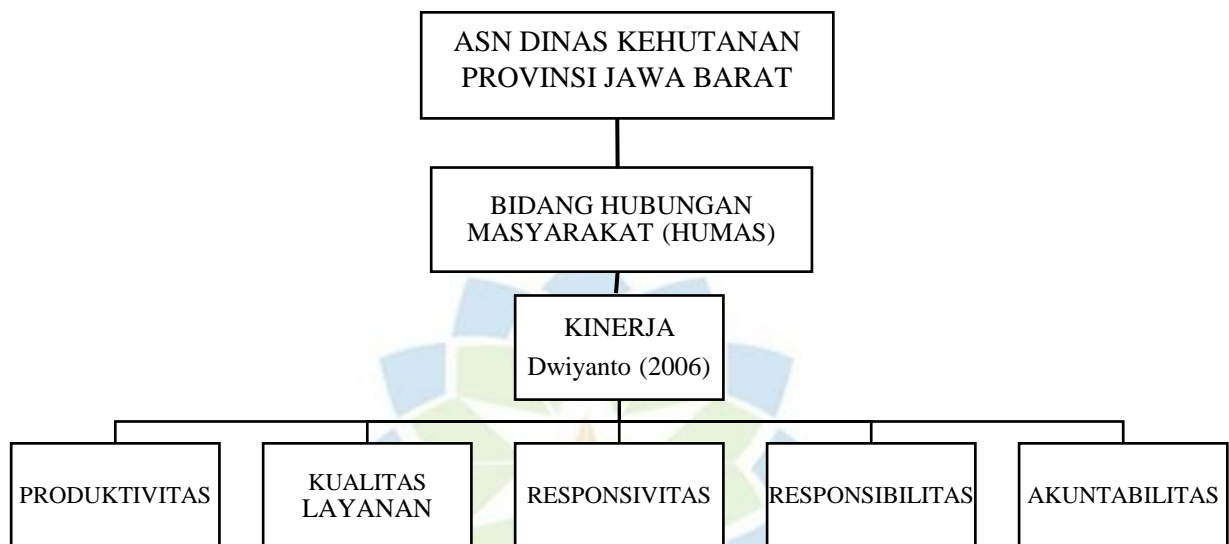 ASN DINAS KEHUTANAN
PROVINSI JAWA BARAT
BIDANG HUBUNGAN
MASYARAKAT (HUMAS)
KINERJA
Dwiyanto (2006)
PRODUKTIVITAS
KUALITAS
LAYANAN
RESPONSIVITAS
RESPONSIBILITAS
AKUNTABILITAS